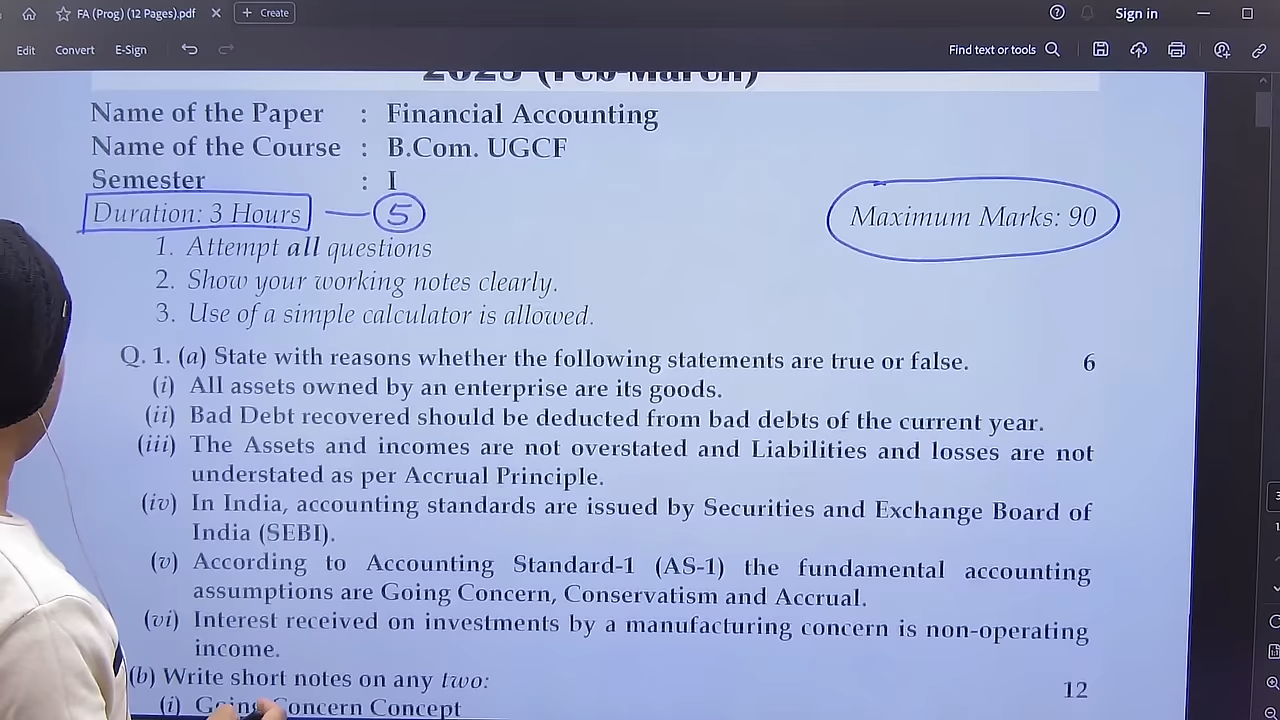 FA (Prog) (12 Pages).pdf
Create
Sign in
Edit Convert E-Sign
Find text or tools
Name of the Paper : Financial Accounting
Name of the Course : B.Com. UGCF
Semester : I
Duration: 3 Hours — 5 Maximum Marks: 90
1. Attempt all questions
2. Show your working notes clearly.
3. Use of a simple calculator is allowed.
Q. 1. (a) State with reasons whether the following statements are true or false. 6
(i) All assets owned by an enterprise are its goods.
(ii) Bad Debt recovered should be deducted from bad debts of the current year.
(iii) The Assets and incomes are not overstated and Liabilities and losses are not
understated as per Accrual Principle.
(iv) In India, accounting standards are issued by Securities and Exchange Board of
India (SEBI).
(v) According to Accounting Standard-1 (AS-1) the fundamental accounting
assumptions are Going Concern, Conservatism and Accrual.
(vi) Interest received on investments by a manufacturing concern is non-operating
income.
(b) Write short notes on any two: 12
(i) Going Concern Concept